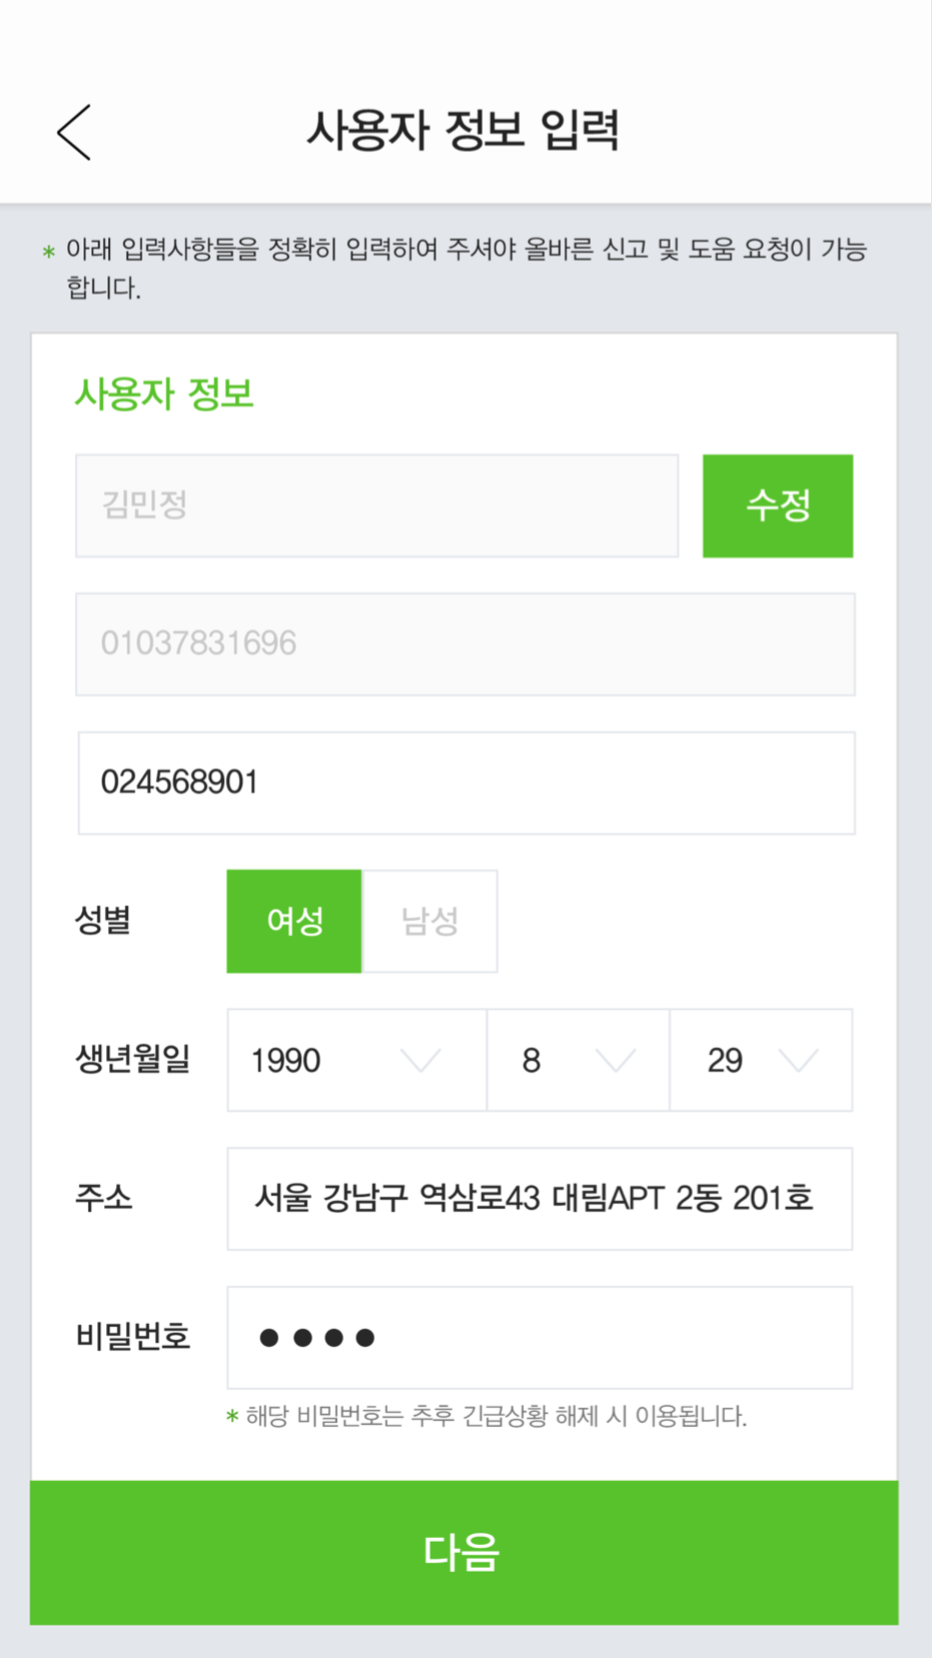 사용자 정보 입력
* 아래 입력사항들을 정확히 입력하여 주셔야 올바른 신고 및 도움 요청이 가능
합니다.
사용자 정보
김민정 수정
01037831696
024568901
성별 여성 남성
생년월일 1990 8 29
주소 서울 강남구 역삼로43 대림APT 2동 201호
비밀번호 ●●●●
* 해당 비밀번호는 추후 긴급상황 해제 시 이용됩니다.
다음